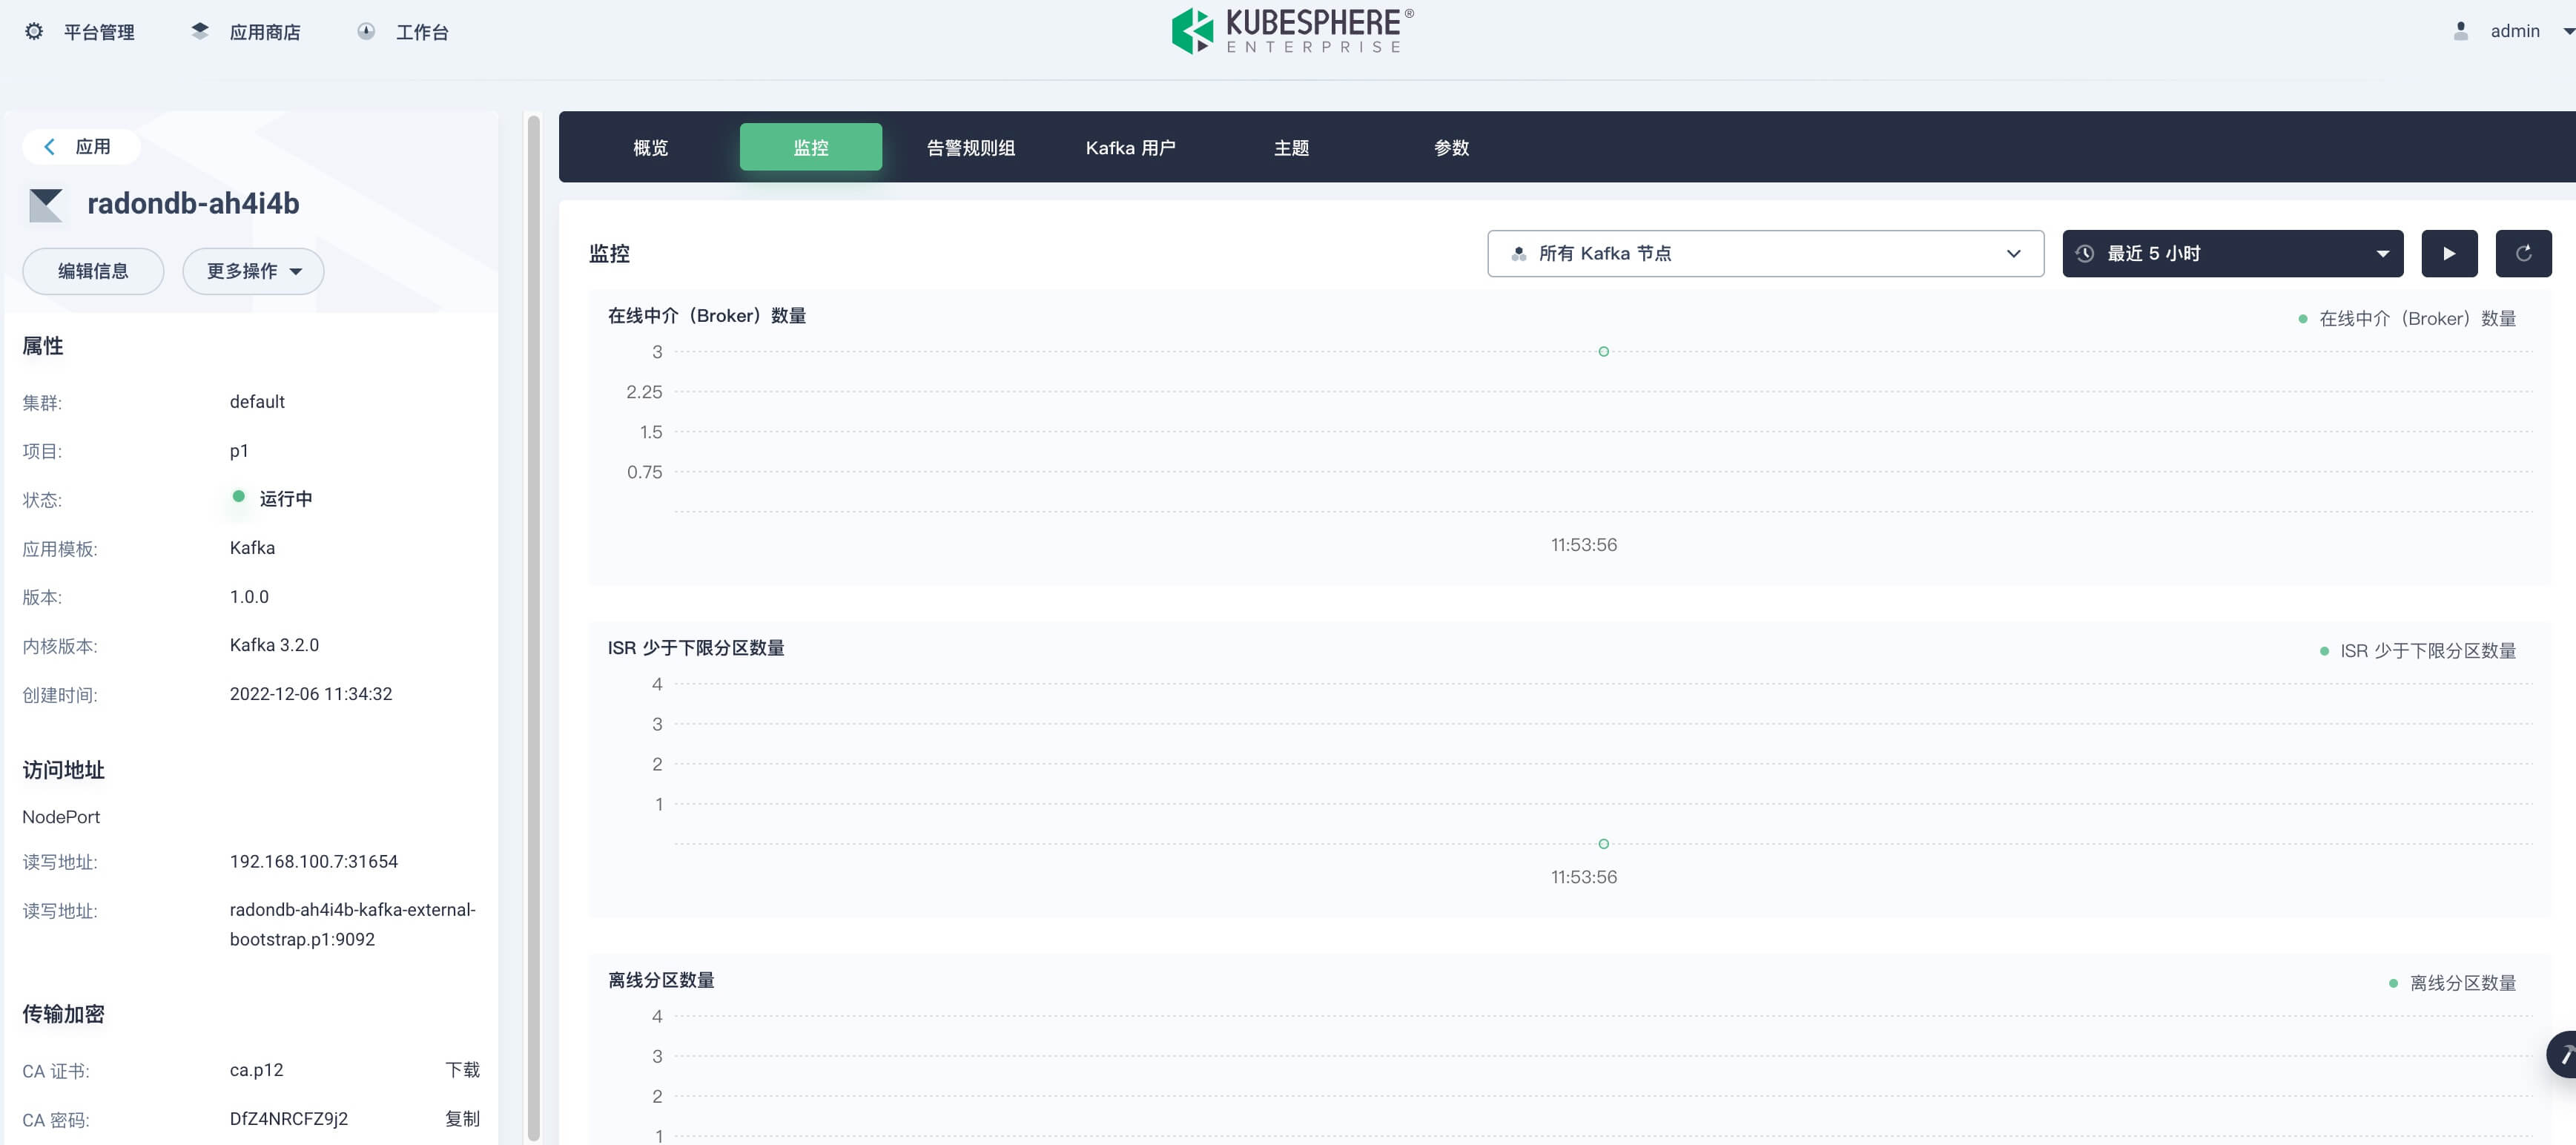 平台管理
应用商店
工作台
KUBESPHERE®
ENTERPRISE
admin
应用
radondb-ah4i4b
编辑信息
更多操作
属性
集群: default
项目: p1
状态: 运行中
应用模板: Kafka
版本: 1.0.0
内核版本: Kafka 3.2.0
创建时间: 2022-12-06 11:34:32
访问地址
NodePort
读写地址: 192.168.100.7:31654
读写地址: radondb-ah4i4b-kafka-external-
bootstrap.p1:9092
传输加密
CA 证书: ca.p12 下载
CA 密码: DfZ4NRCFZ9j2 复制
概览
监控
告警规则组
Kafka 用户
主题
参数
监控
所有 Kafka 节点
最近 5 小时
在线中介（Broker）数量
在线中介（Broker）数量
3
2.25
1.5
0.75
11:53:56
ISR 少于下限分区数量
ISR 少于下限分区数量
4
3
2
1
11:53:56
离线分区数量
离线分区数量
4
3
2
1